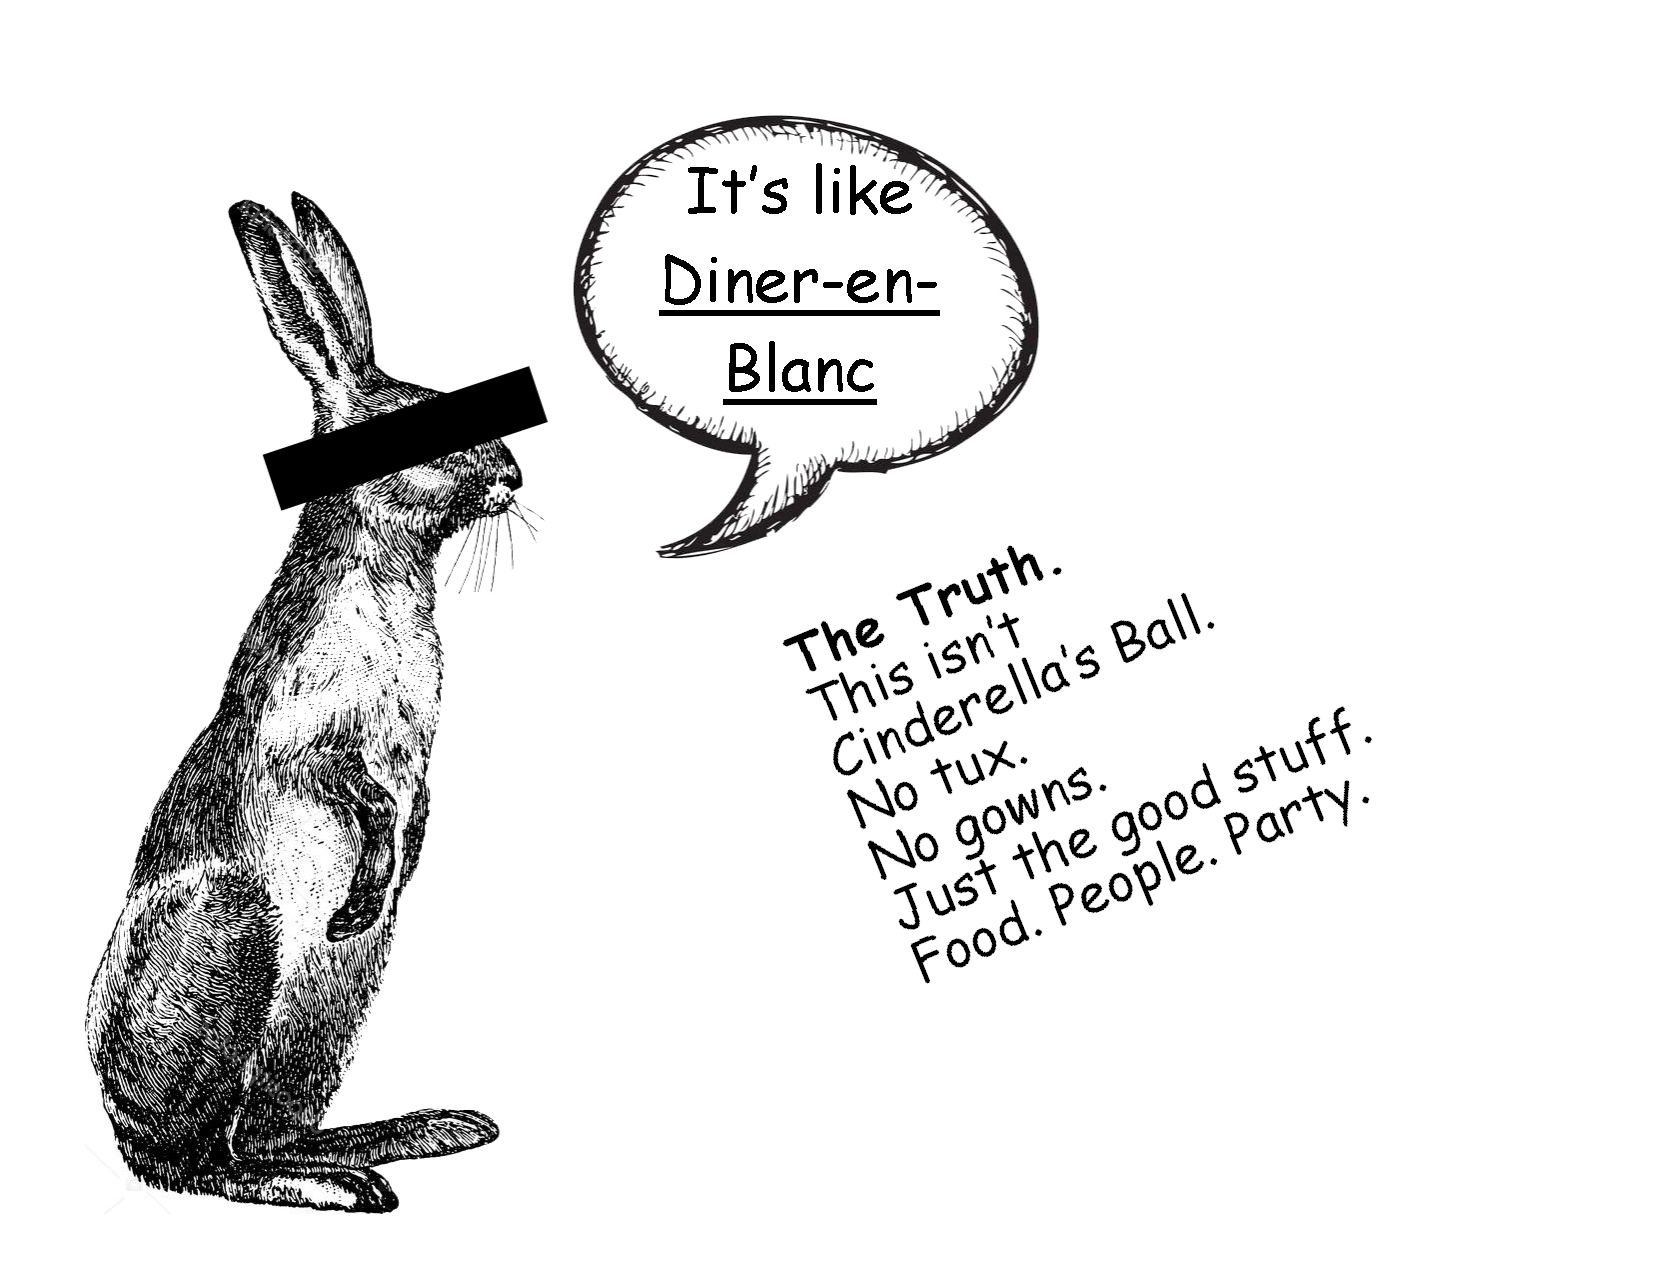 It's like
Diner-en-
Blanc
The Truth.
This isn't
Cinderella's Ball.
No tux.
No gowns.
Just the good stuff.
Food. People. Party.